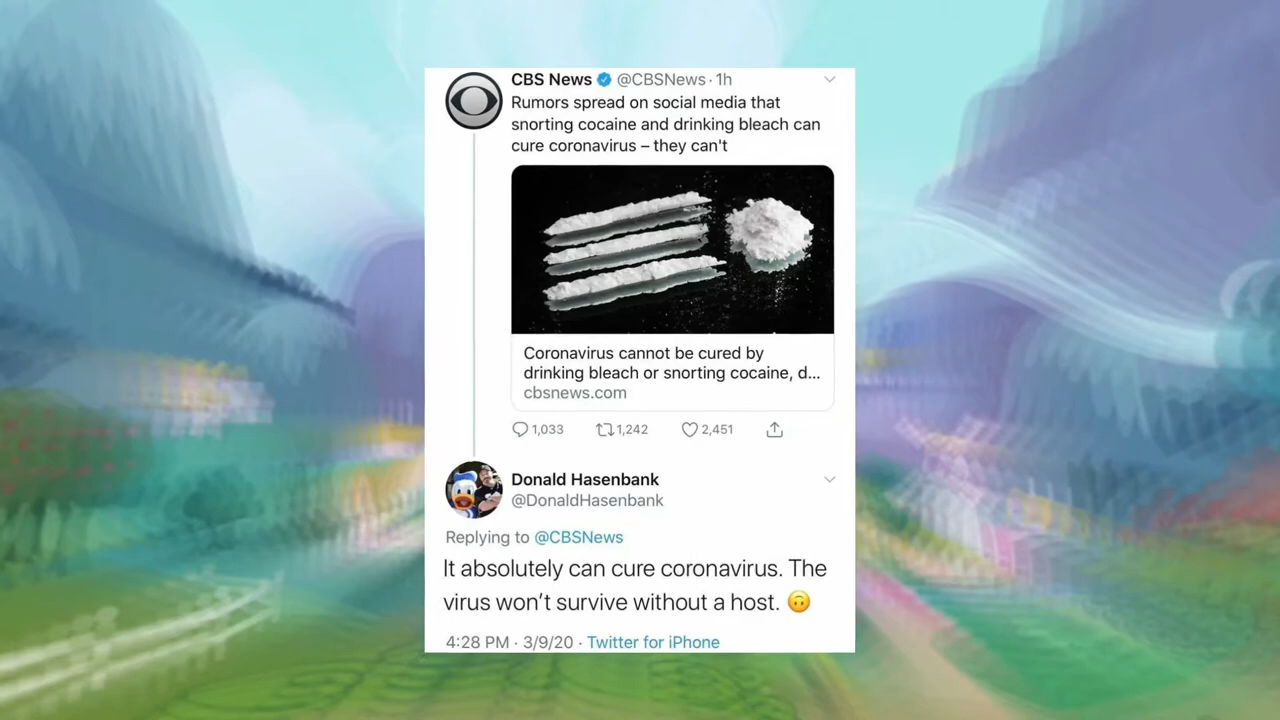 CBS News @CBSNews · 1h
Rumors spread on social media that
snorting cocaine and drinking bleach can
cure coronavirus – they can't
Coronavirus cannot be cured by
drinking bleach or snorting cocaine, d...
cbsnews.com
1,033 1,242 2,451
Donald Hasenbank
@DonaldHasenbank
Replying to @CBSNews
It absolutely can cure coronavirus. The
virus won’t survive without a host. 🙃
4:28 PM · 3/9/20 · Twitter for iPhone